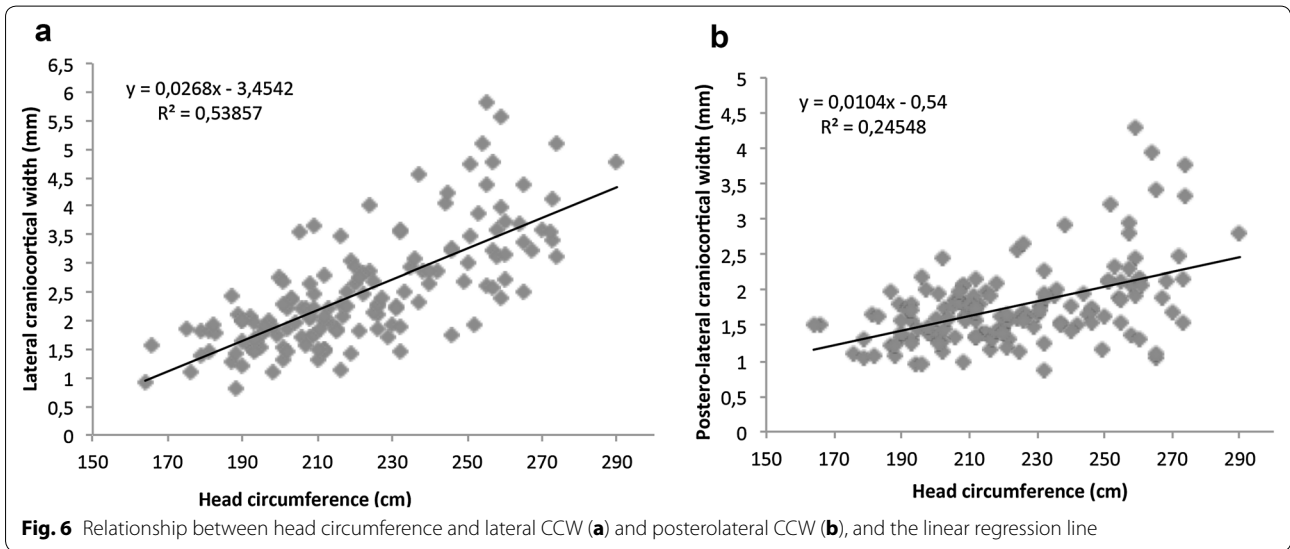 a
Lateral craniocortical width (mm)
6,5
6
5,5
5
4,5
4
3,5
3
2,5
2
1,5
1
0,5
0
y = 0,0268x - 3,4542
R² = 0,53857
150 170 190 210 230 250 270 290
Head circumference (cm)
b
Postero-lateral craniocortical width (mm)
5
4,5
4
3,5
3
2,5
2
1,5
1
0,5
0
y = 0,0104x - 0,54
R² = 0,24548
150 170 190 210 230 250 270 290
Head circumference (cm)
Fig. 6 Relationship between head circumference and lateral CCW (a) and posterolateral CCW (b), and the linear regression line